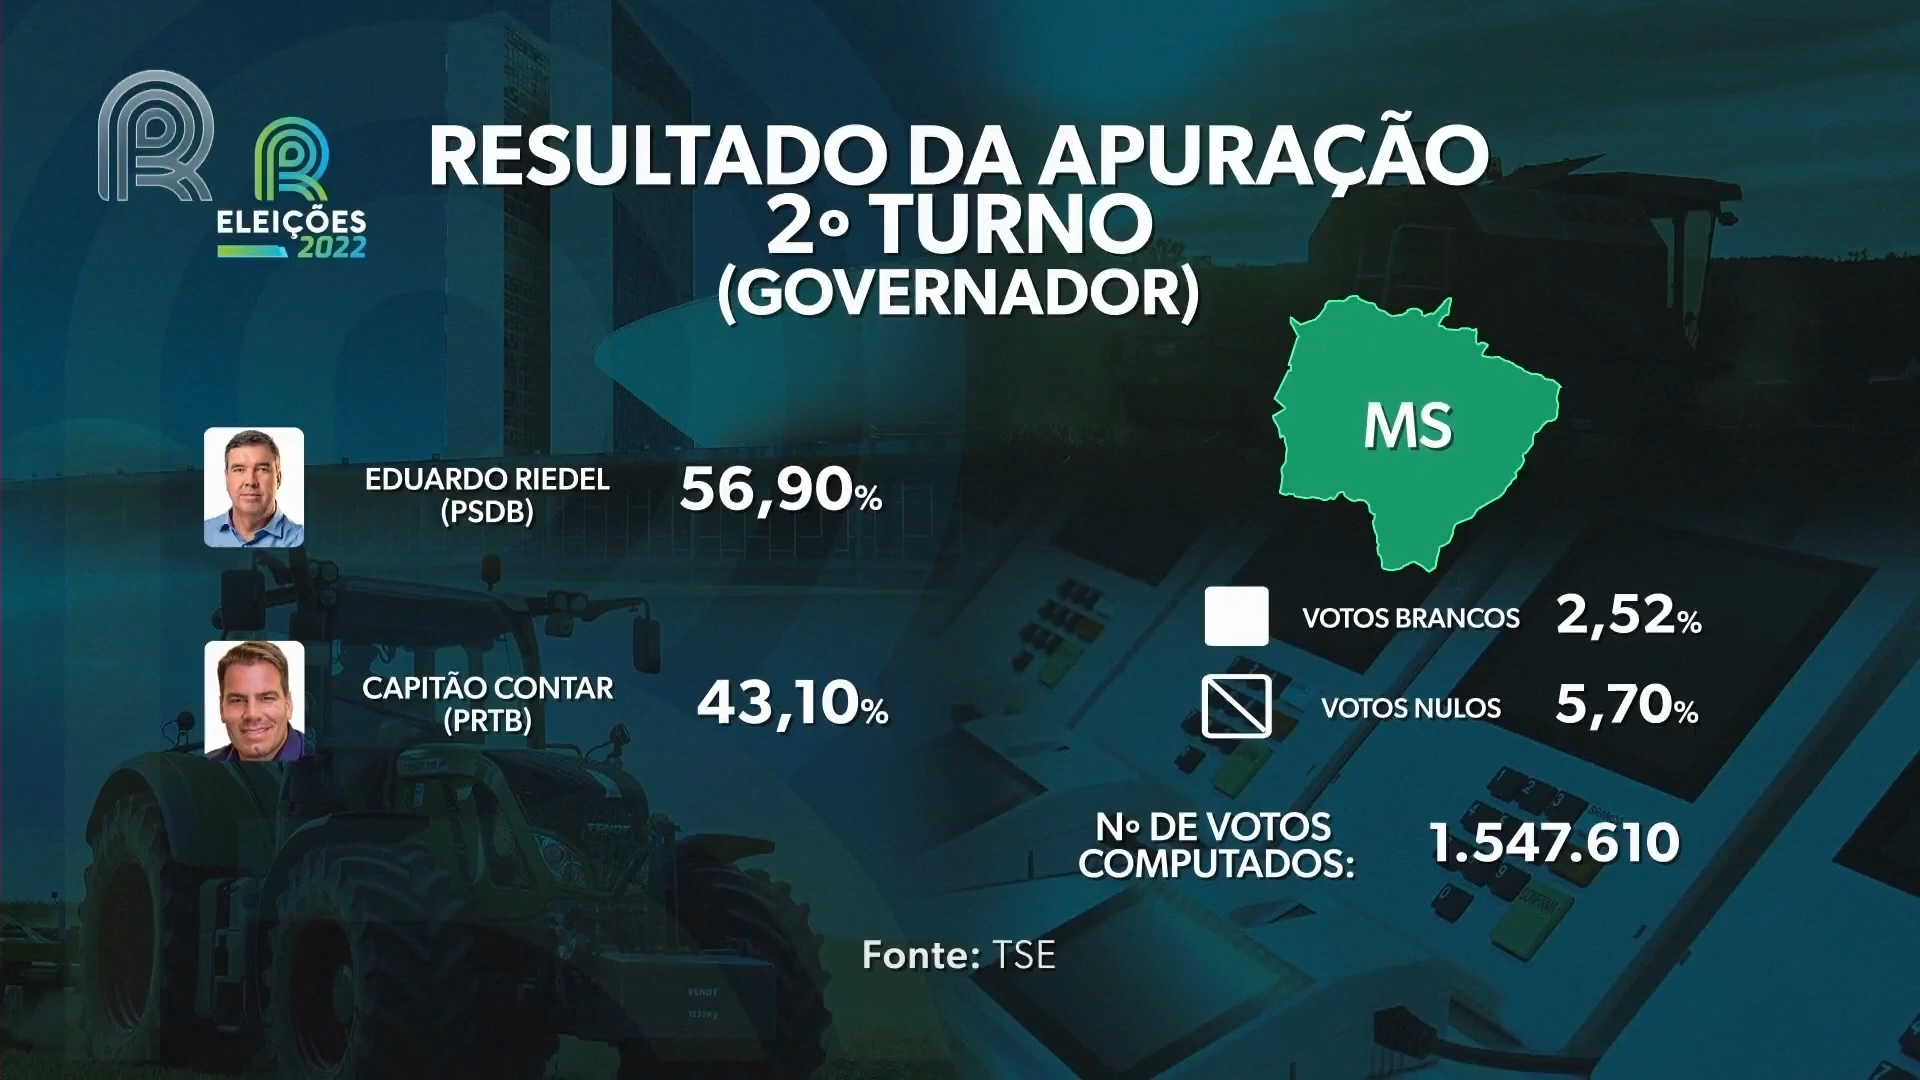 ELEIÇÕES
2022
RESULTADO DA APURAÇÃO
2º TURNO
(GOVERNADOR)
MS
EDUARDO RIEDEL
(PSDB)
56,90%
CAPITÃO CONTAR
(PRTB)
43,10%
VOTOS BRANCOS 2,52%
VOTOS NULOS 5,70%
Nº DE VOTOS
COMPUTADOS:
1.547.610
Fonte: TSE